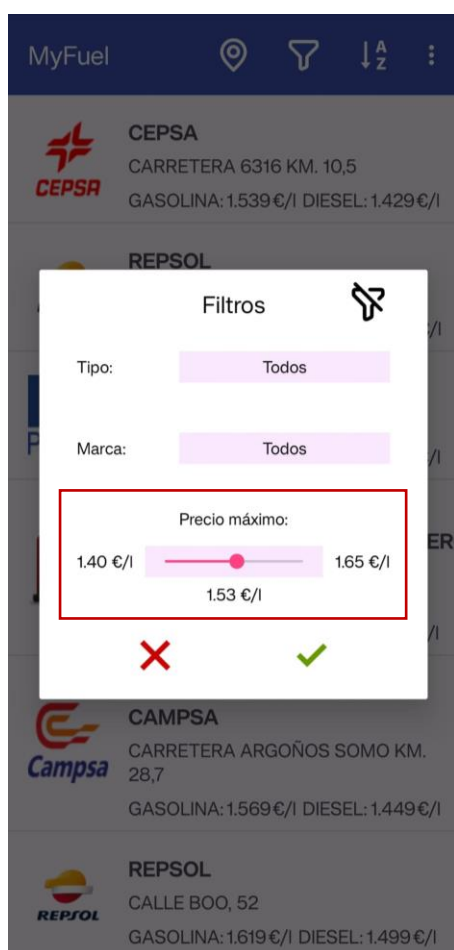 MyFuel
A
Z
CEPSA
CEPSA
CARRETERA 6316 KM. 10,5
GASOLINA: 1.539€/l DIESEL: 1.429€/l
REPSOL
Filtros
€/l
Tipo:
Todos
P
Marca:
Todos
€/l
Precio máximo:
ER
1.40 €/l
1.65 €/l
1.53 €/l
/l
CAMPSA
Campsa
CARRETERA ARGOÑOS SOMO KM.
28,7
GASOLINA: 1.569€/l DIESEL: 1.449€/l
REPSOL
REPSOL
CALLE BOO, 52
GASOLINA: 1.619€/l DIESEL: 1.499€/l